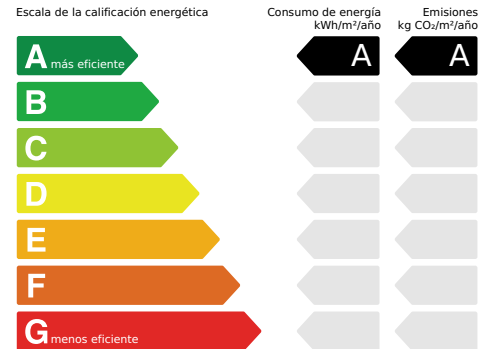 Escala de la calificación energética
Consumo de energía
kWh/m²/año
Emisiones
kg CO₂/m²/año
A más eficiente
A
A
B
C
D
E
F
G menos eficiente